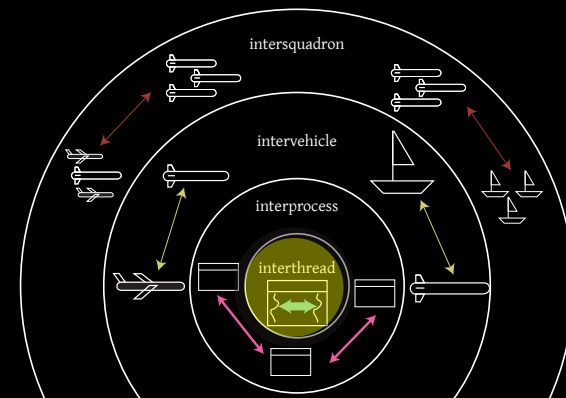 intersquadron
intervehicle
interprocess
interthread